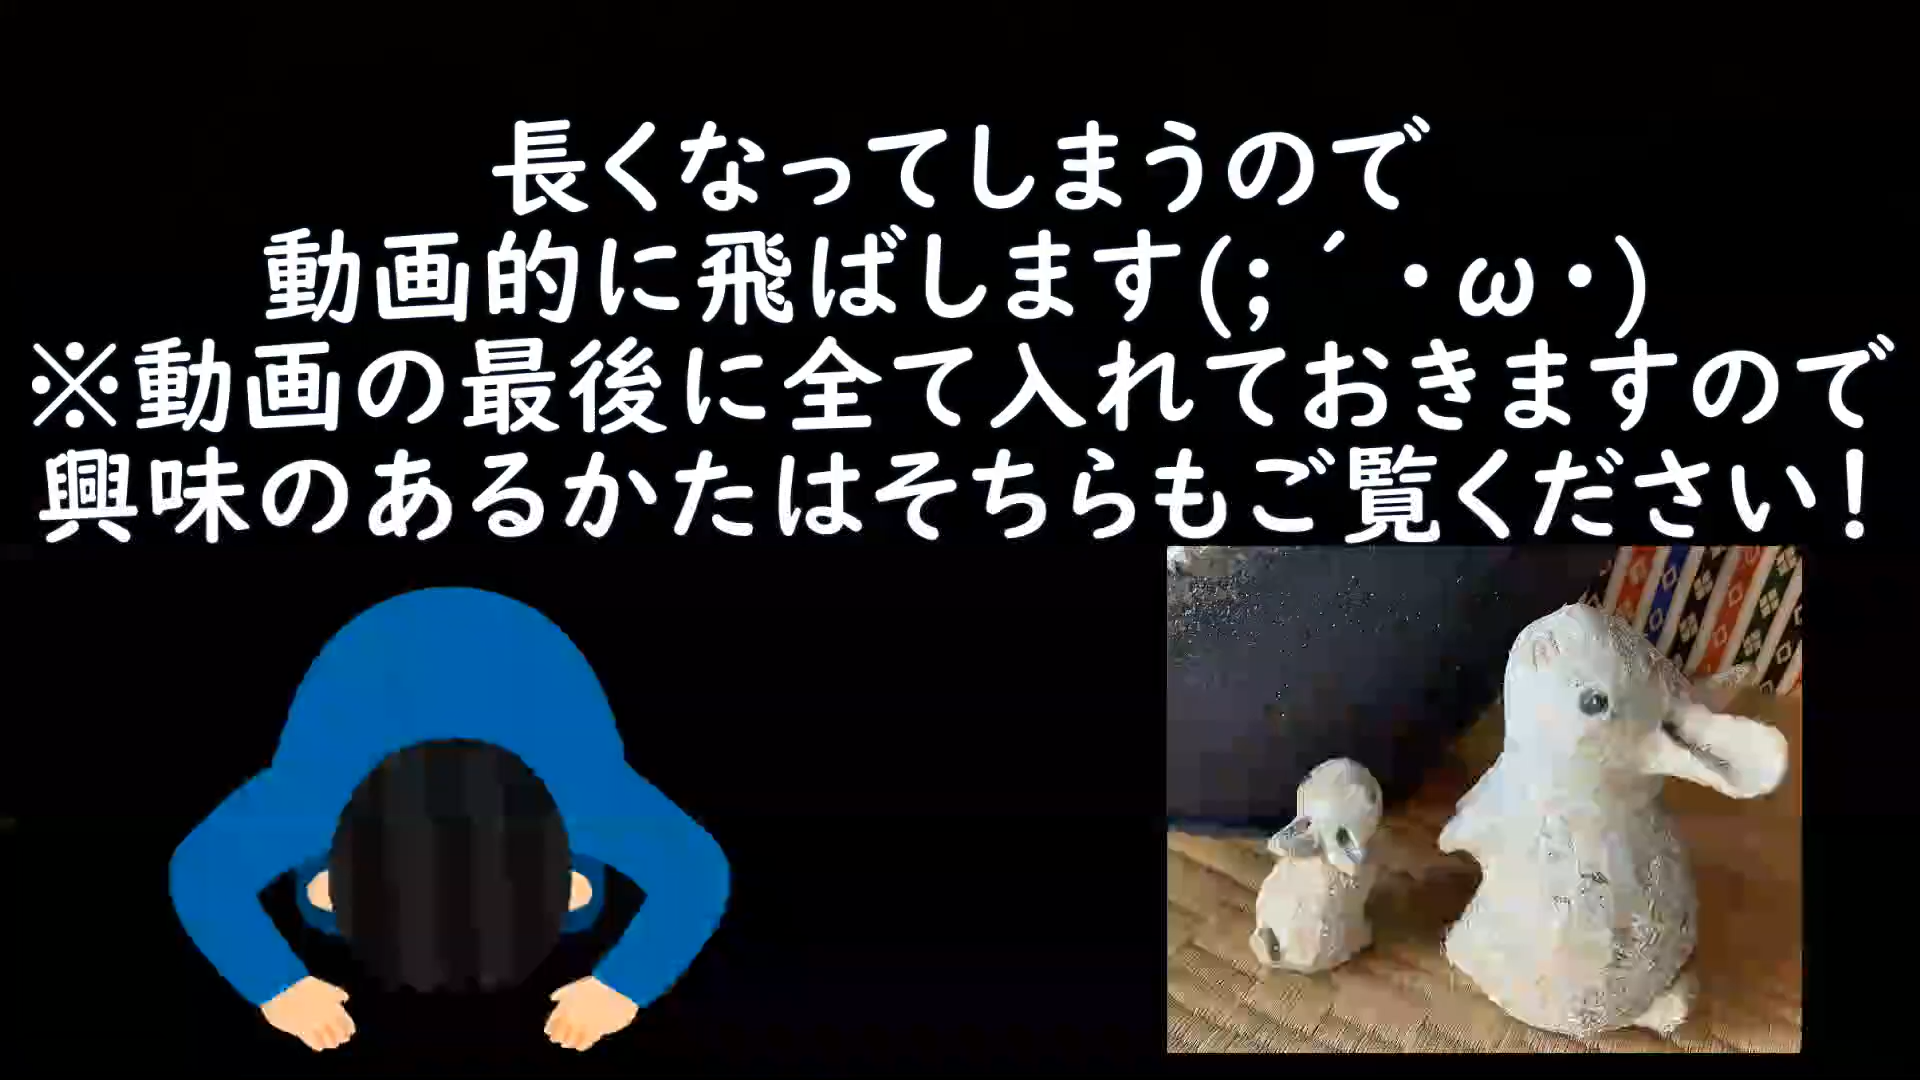 長くなってしまうので
動画的に飛ばします(;´・ω・)
※動画の最後に全て入れておきますので
興味のあるかたはそちらもご覧ください!